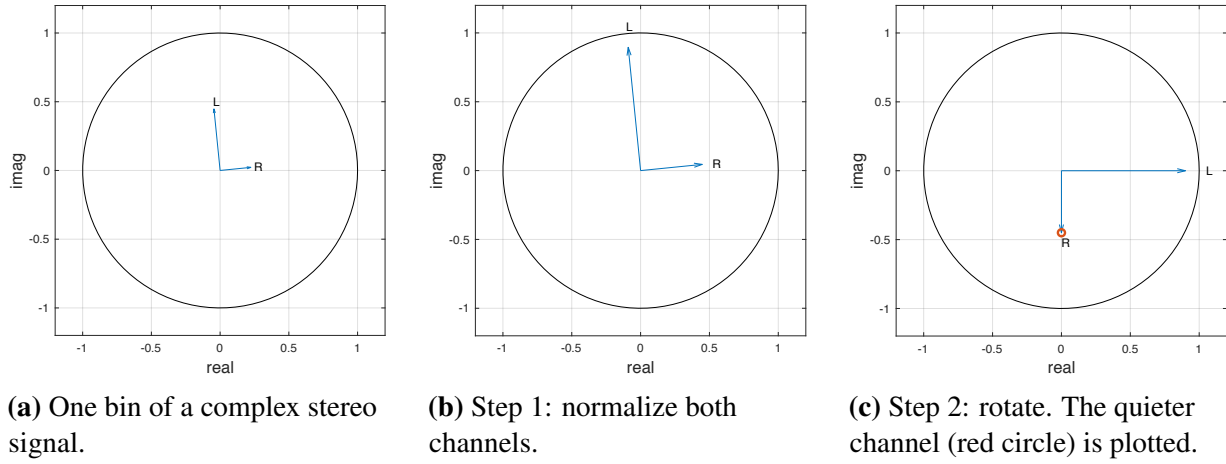 1
0.5
0
-0.5
-1
imag
L
R
-1
-0.5
0
0.5
1
real
(a) One bin of a complex stereo
signal.
1
0.5
0
-0.5
-1
imag
L
R
-1
-0.5
0
0.5
1
real
(b) Step 1: normalize both
channels.
1
0.5
0
-0.5
-1
imag
L
R
-1
-0.5
0
0.5
1
real
(c) Step 2: rotate. The quieter
channel (red circle) is plotted.